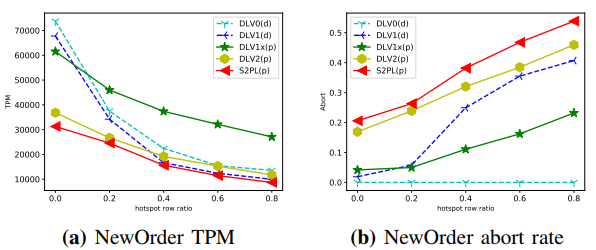 70000
60000
50000
40000
30000
20000
10000
TPM
0.0 0.2 0.4 0.6 0.8
hotspot row ratio
DLV0(d)
DLV1(d)
DLV1x(p)
DLV2(p)
S2PL(p)
(a) NewOrder TPM
0.5
0.4
0.3
0.2
0.1
0.0
Abort
0.0 0.2 0.4 0.6 0.8
hotspot row ratio
DLV0(d)
DLV1(d)
DLV1x(p)
DLV2(p)
S2PL(p)
(b) NewOrder abort rate